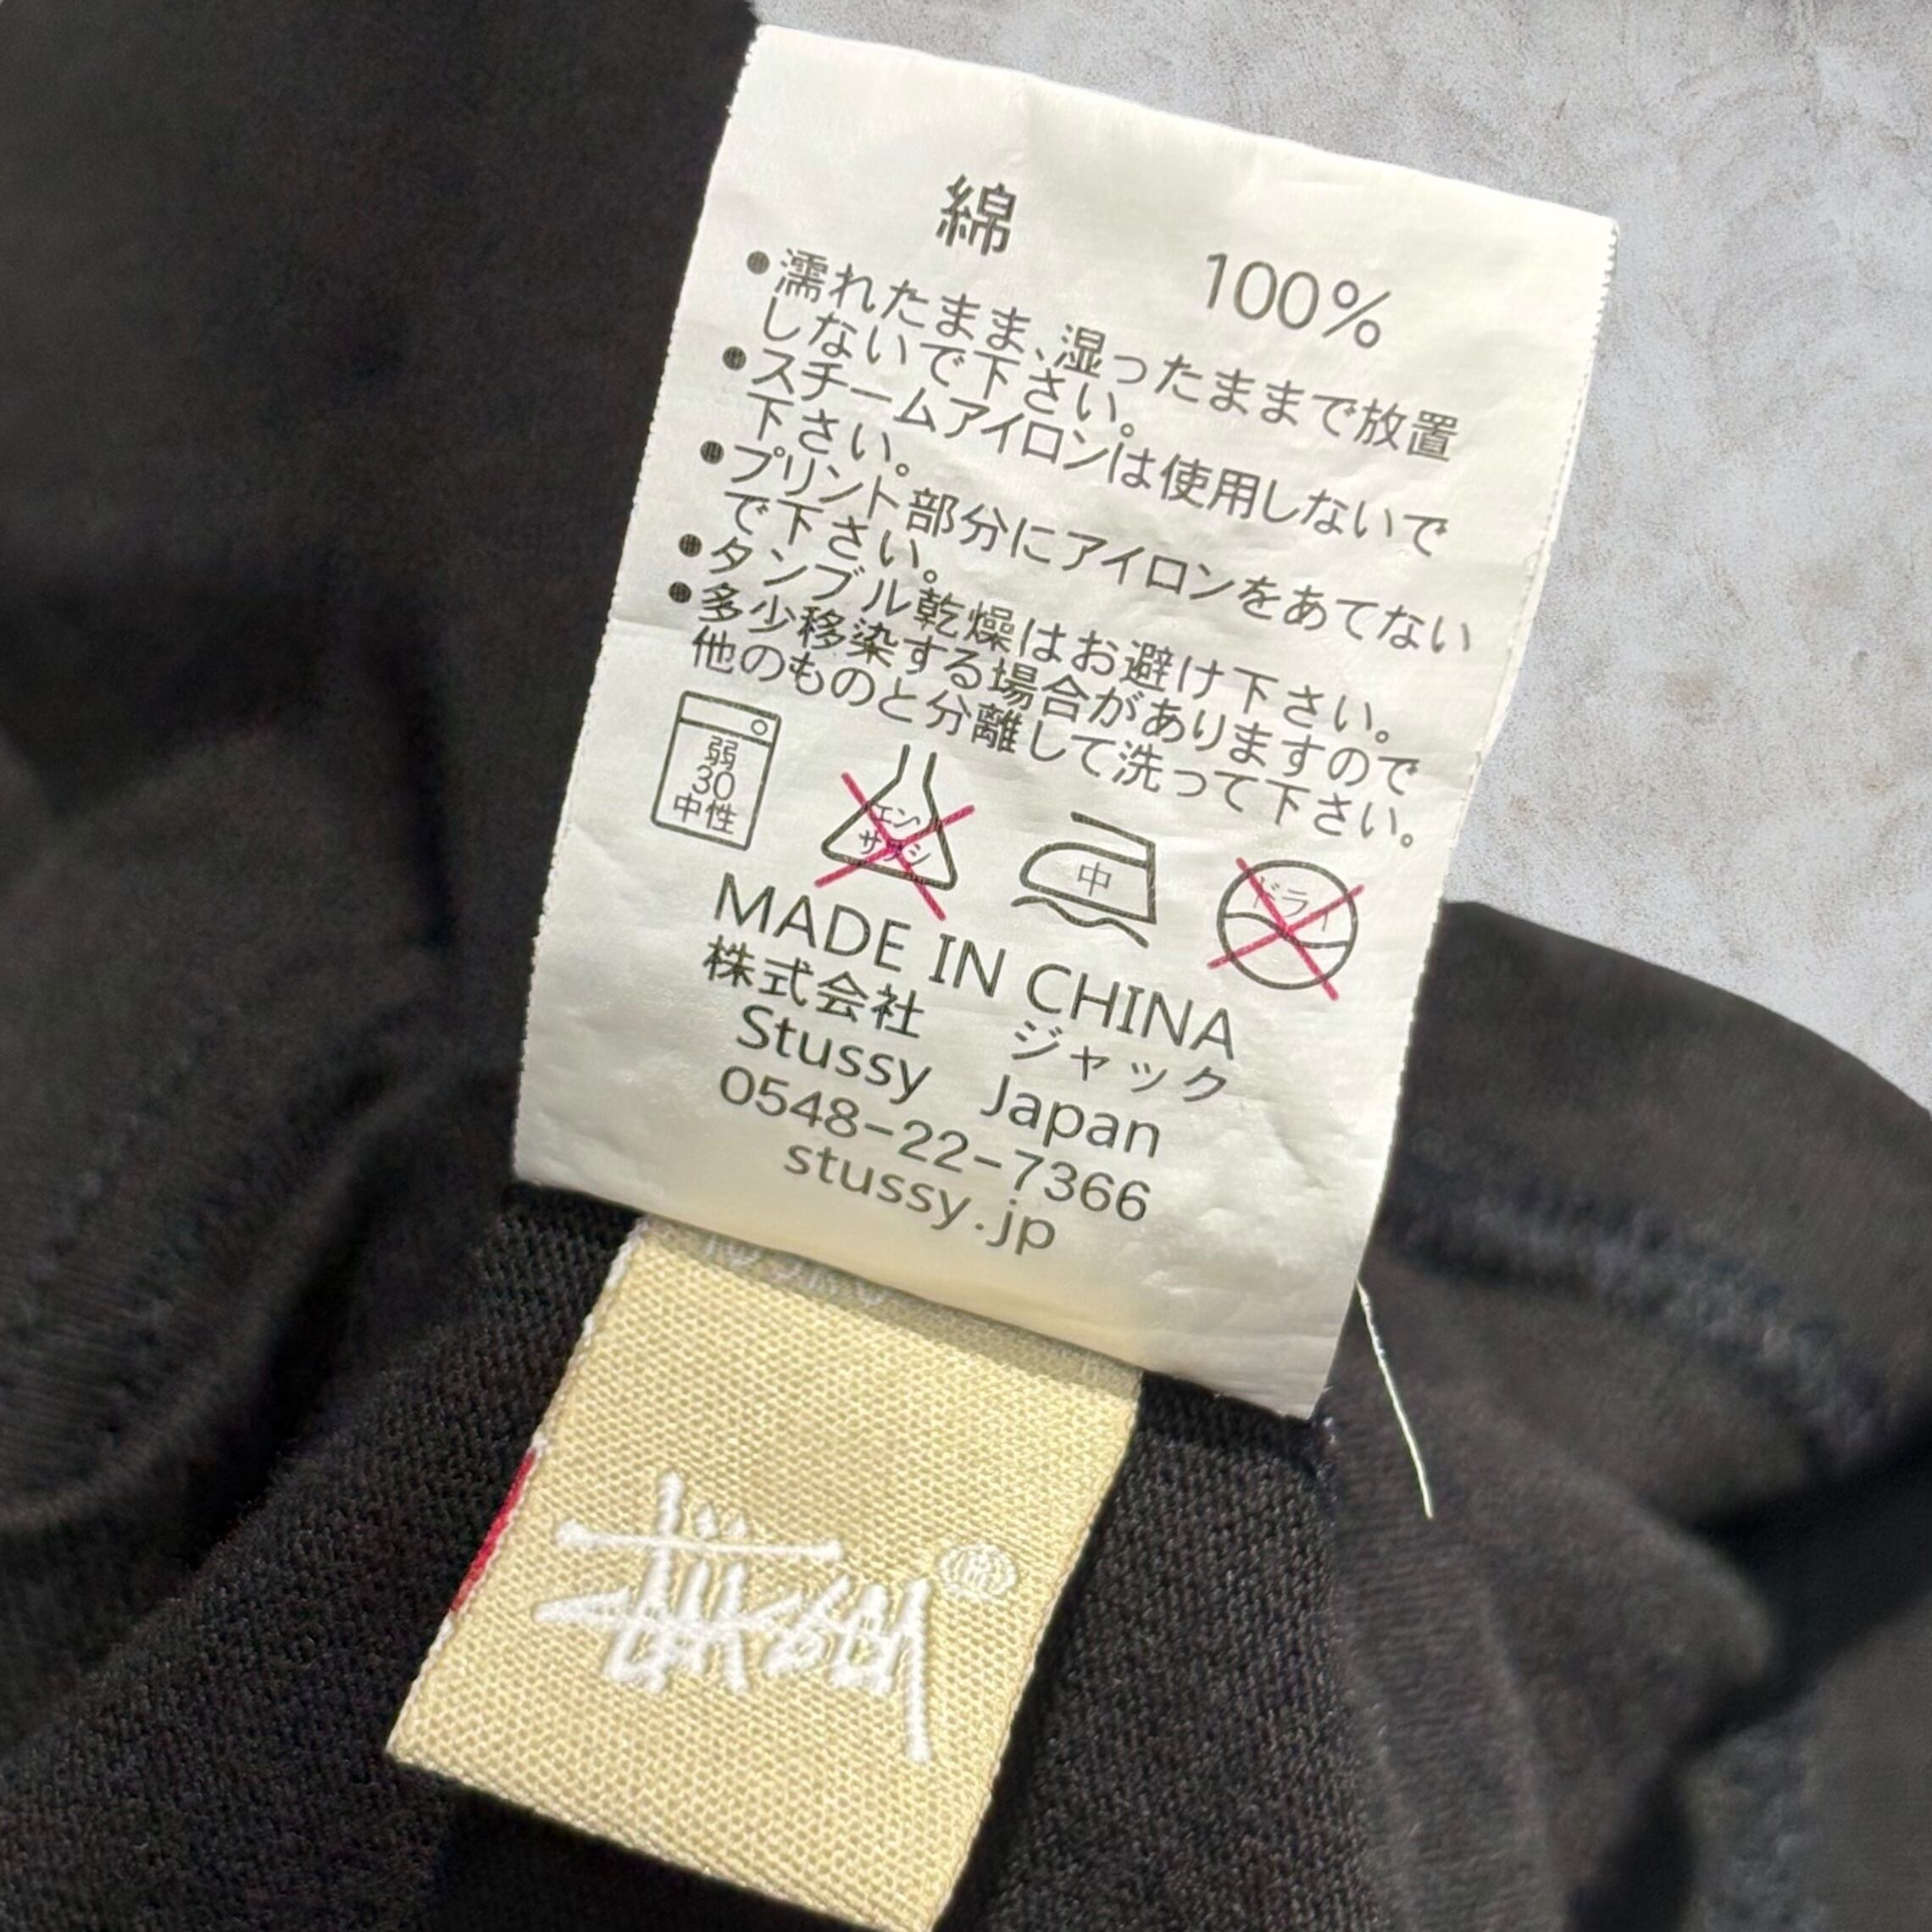 綿 100%
●濡れたまま、湿ったままで放置
しないで下さい。
●スチームアイロンは使用しないで
下さい。
●プリント部分にアイロンをあてない
で下さい。
●タンブル乾燥はお避け下さい。
●多少移染する場合がありますので
他のものと分離して洗って下さい。
弱
30
中性
エンソ
サラシ
中
ドライ
MADE IN CHINA
株式会社 ジャック
Stussy Japan
0548-22-7366
stussy.jp
Stüssy